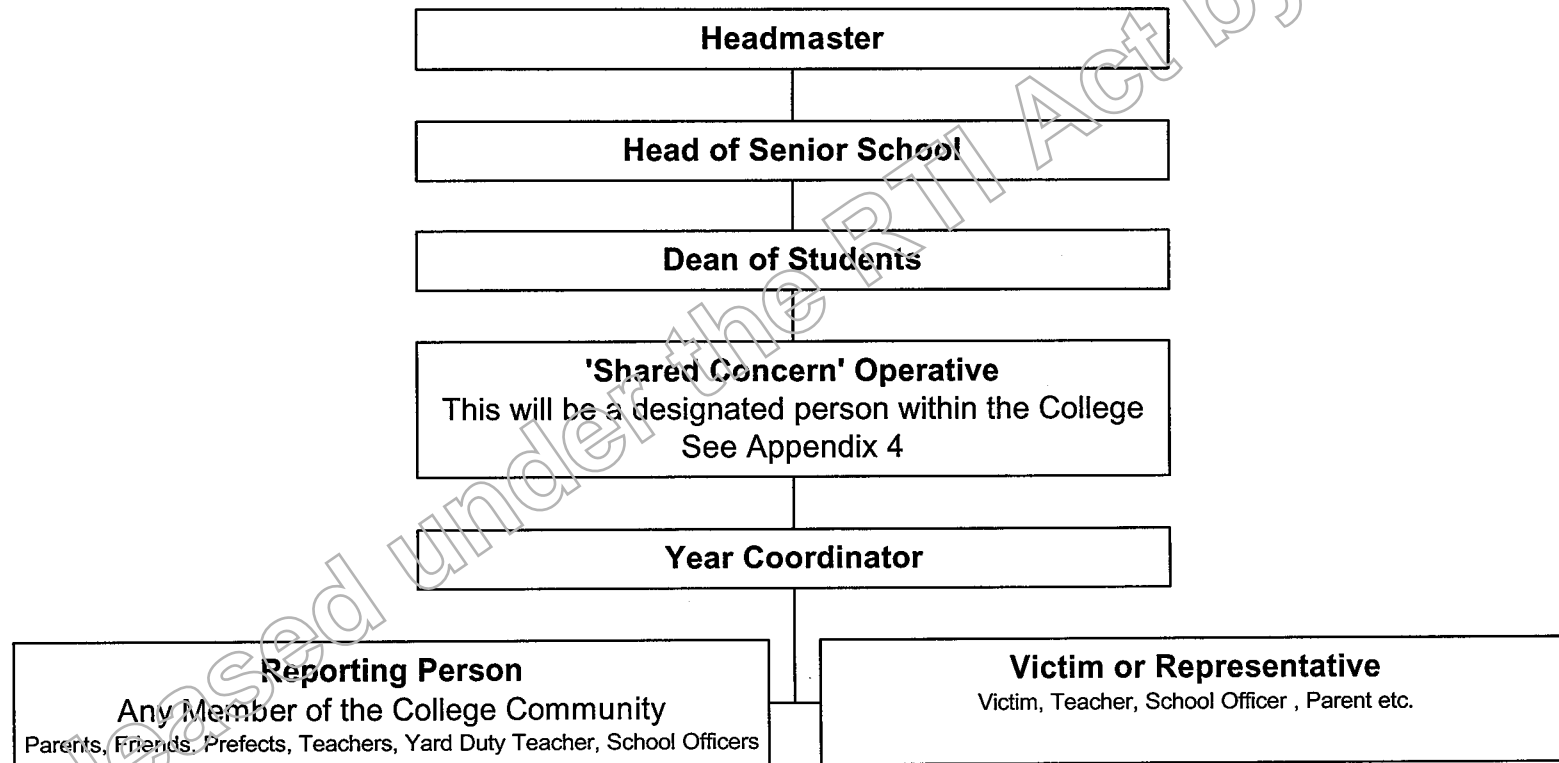 Headmaster
Head of Senior School
Dean of Students
'Shared Concern' Operative
This will be a designated person within the College
See Appendix 4
Year Coordinator
Reporting Person
Any Member of the College Community
Parents, Friends, Prefects, Teachers, Yard Duty Teacher, School Officers
Victim or Representative
Victim, Teacher, School Officer , Parent etc.
leased under the RTI Act by